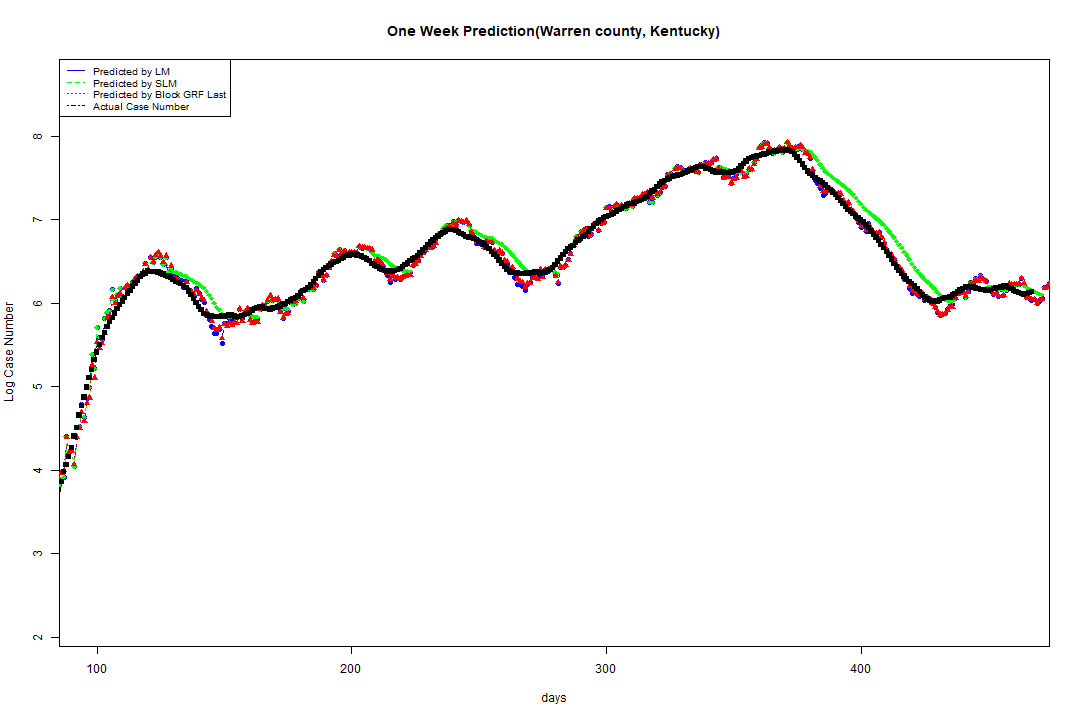 One Week Prediction(Warren county, Kentucky)
Predicted by LM
Predicted by SLM
Predicted by Block GRF Last
Actual Case Number
8
7
6
5
4
3
2
Log Case Number
100 200 300 400
days